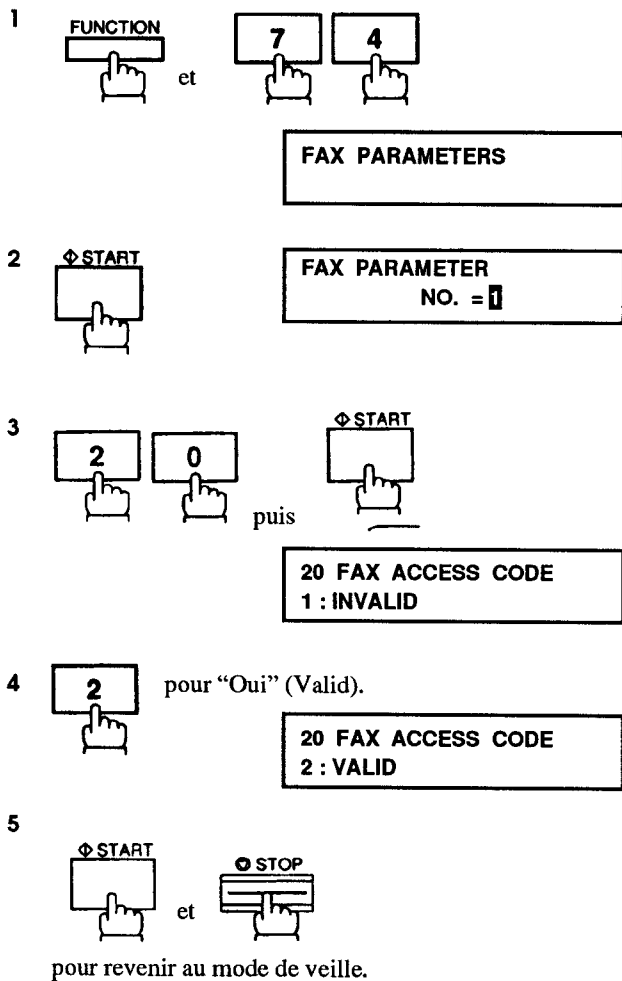 1
FUNCTION
et
7 4
FAX PARAMETERS
2
START
FAX PARAMETER
NO. = 1
3
2 0
puis
START
20 FAX ACCESS CODE
1 : INVALID
4
2
pour “Oui” (Valid).
20 FAX ACCESS CODE
2 : VALID
5
START
et
STOP
pour revenir au mode de veille.